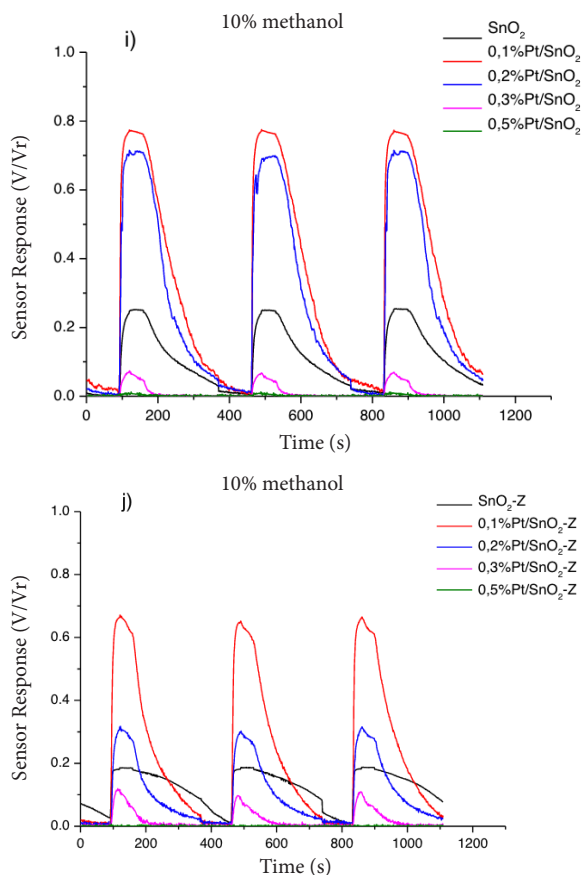 10% methanol
i)
SnO₂
0,1%Pt/SnO₂
0,2%Pt/SnO₂
0,3%Pt/SnO₂
0,5%Pt/SnO₂
Sensor Response (V/Vr)
1.0
0.8
0.6
0.4
0.2
0.0
0 200 400 600 800 1000 1200
Time (s)
10% methanol
j)
SnO₂-Z
0,1%Pt/SnO₂-Z
0,2%Pt/SnO₂-Z
0,3%Pt/SnO₂-Z
0,5%Pt/SnO₂-Z
Sensor Response (V/Vr)
1.0
0.8
0.6
0.4
0.2
0.0
0 200 400 600 800 1000 1200
Time (s)